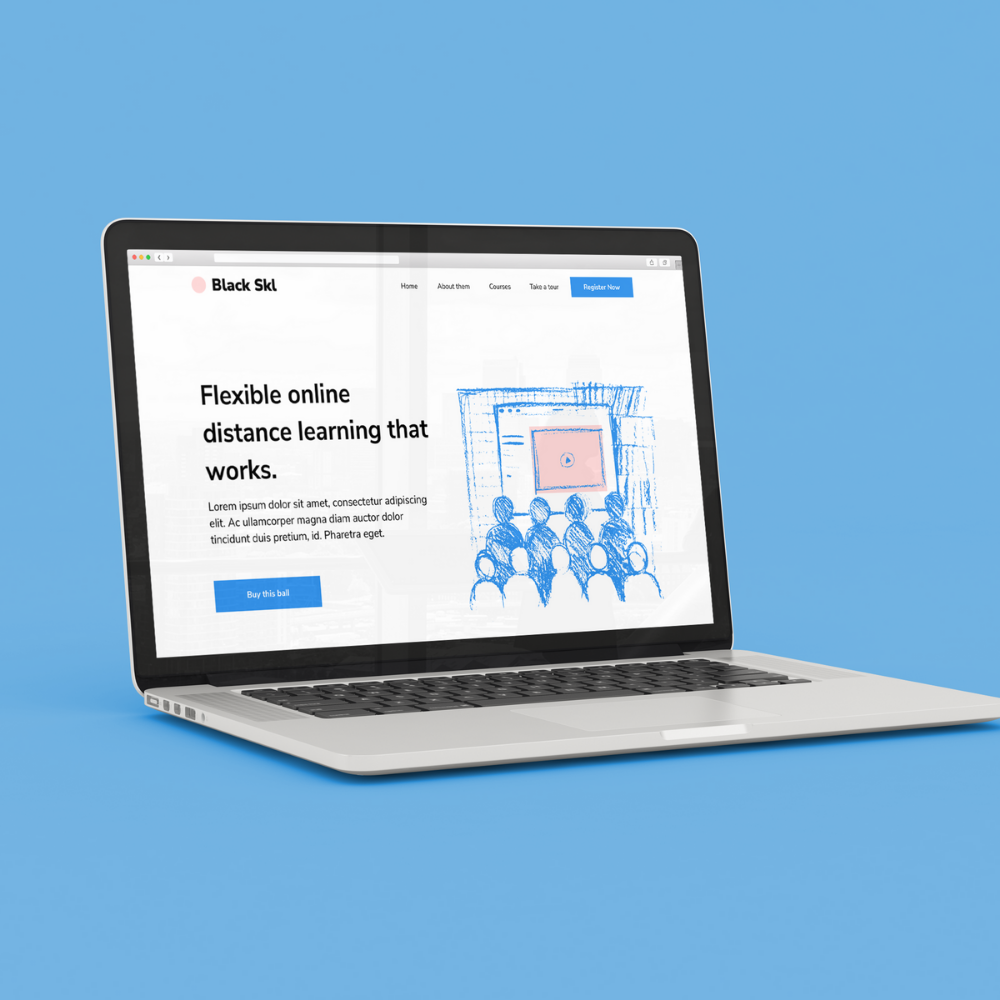 Black Skl
Home
About them
Courses
Take a tour
Register Now
Flexible online
distance learning that
works.
Lorem ipsum dolor sit amet, consectetur adipiscing
elit. Ac ullamcorper magna diam auctor dolor
tincidunt duis pretium, id. Pharetra eget.
Buy this ball